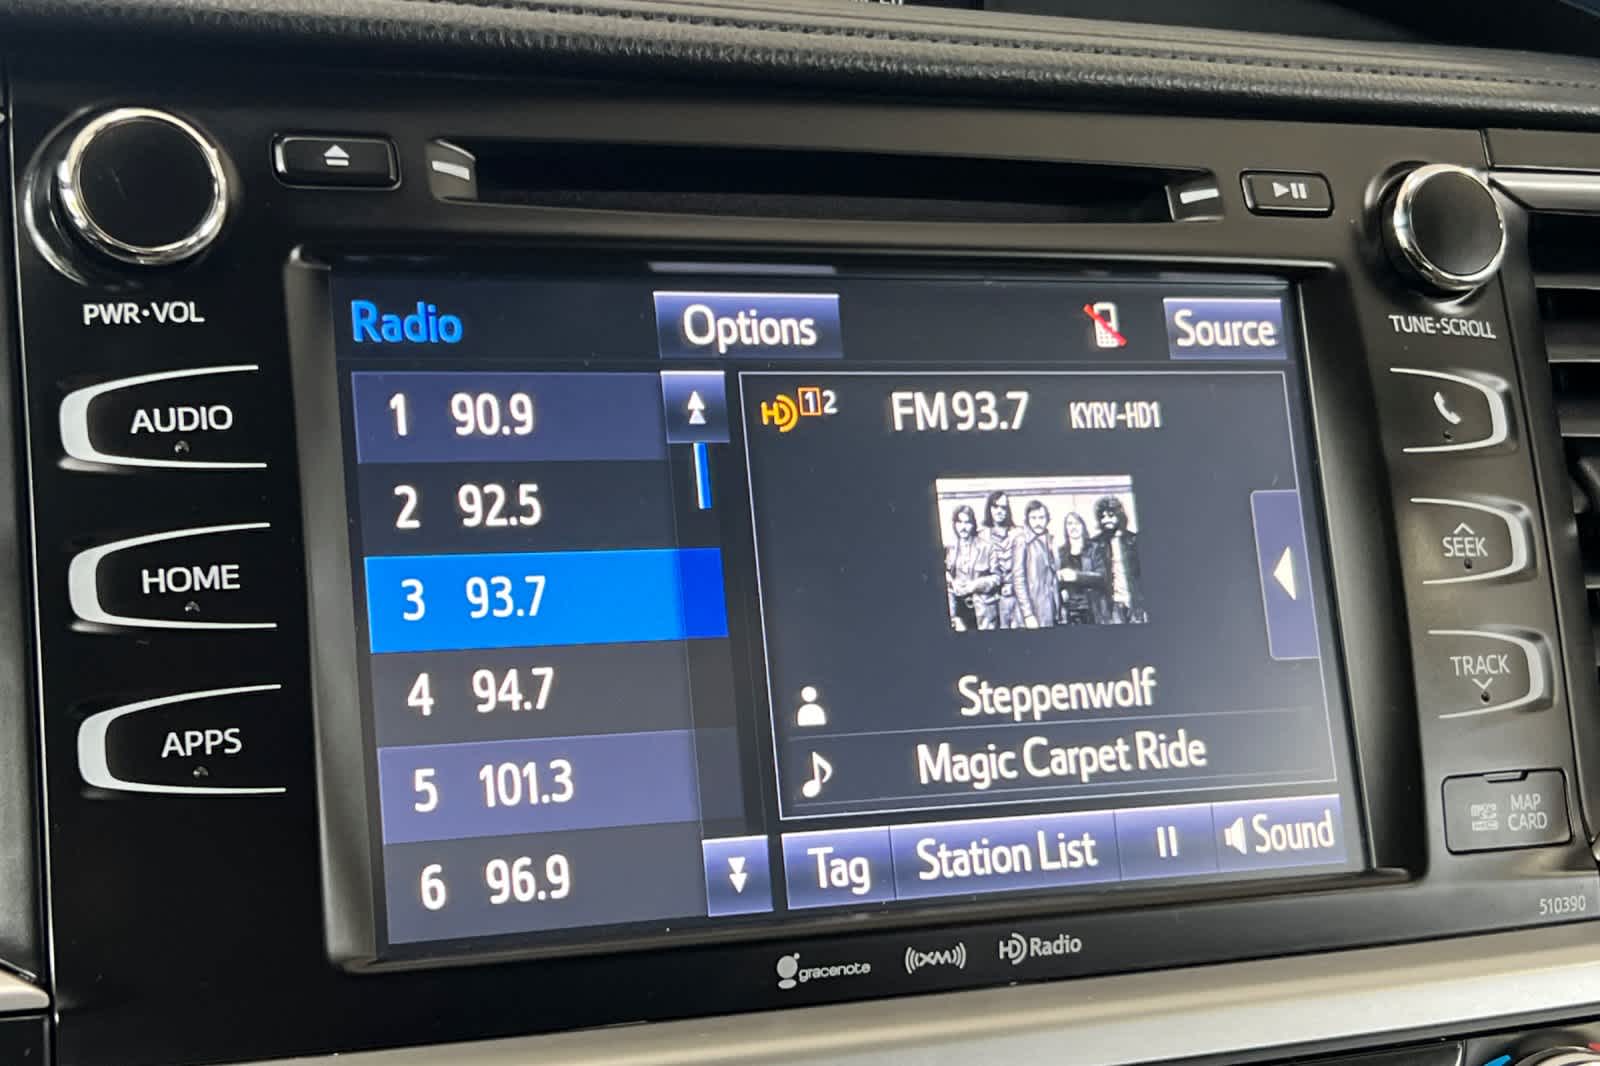 PWR•VOL
AUDIO
HOME
APPS
Radio
Options
Source
1 90.9
2 92.5
3 93.7
4 94.7
5 101.3
6 96.9
HD 1 2 FM 93.7 KYRV-HD1
Steppenwolf
Magic Carpet Ride
Tag
Station List
Sound
TUNE•SCROLL
SEEK
TRACK
MAP
CARD
510390
gracenote
((XM))
HD Radio